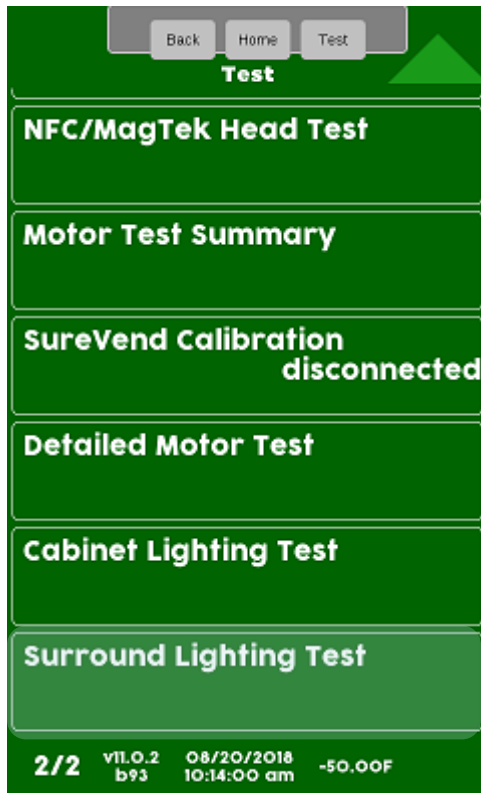 Back Home Test
Test
NFC/MagTek Head Test
Motor Test Summary
SureVend Calibration
disconnected
Detailed Motor Test
Cabinet Lighting Test
Surround Lighting Test
2/2 v11.0.2 08/20/2018 -50.00F
b93 10:14:00 am